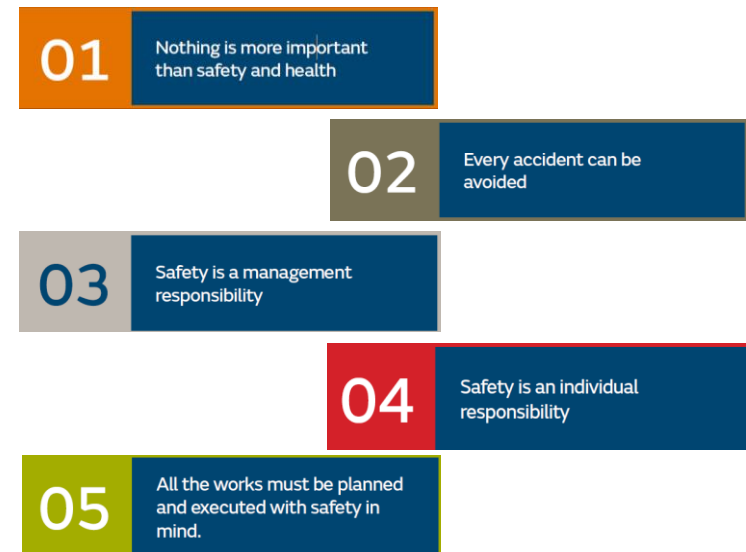 01
Nothing is more important
than safety and health
02
Every accident can be
avoided
03
Safety is a management
responsibility
04
Safety is an individual
responsibility
05
All the works must be planned
and executed with safety in
mind.